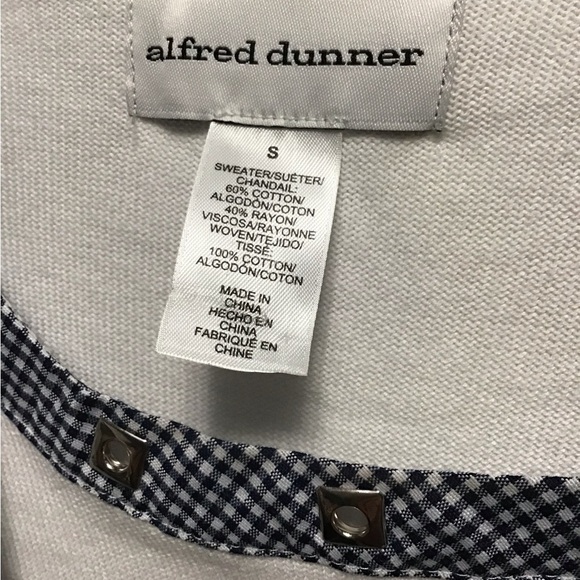 alfred dunner
S
SWEATER/SUÉTER/
CHANDAIL:
60% COTTON/
ALGODÓN/COTON
40% RAYON/
VISCOSA/RAYONNE
WOVEN/TEJIDO/
TISSÉ:
100% COTTON/
ALGODÓN/COTON
MADE IN
CHINA
HECHO EN
CHINA
FABRIQUÉ EN
CHINE